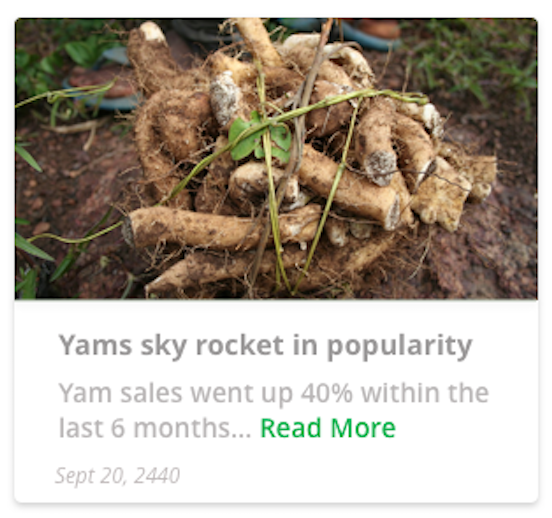 Yams sky rocket in popularity
Yam sales went up 40% within the
last 6 months... Read More
Sept 20, 2440